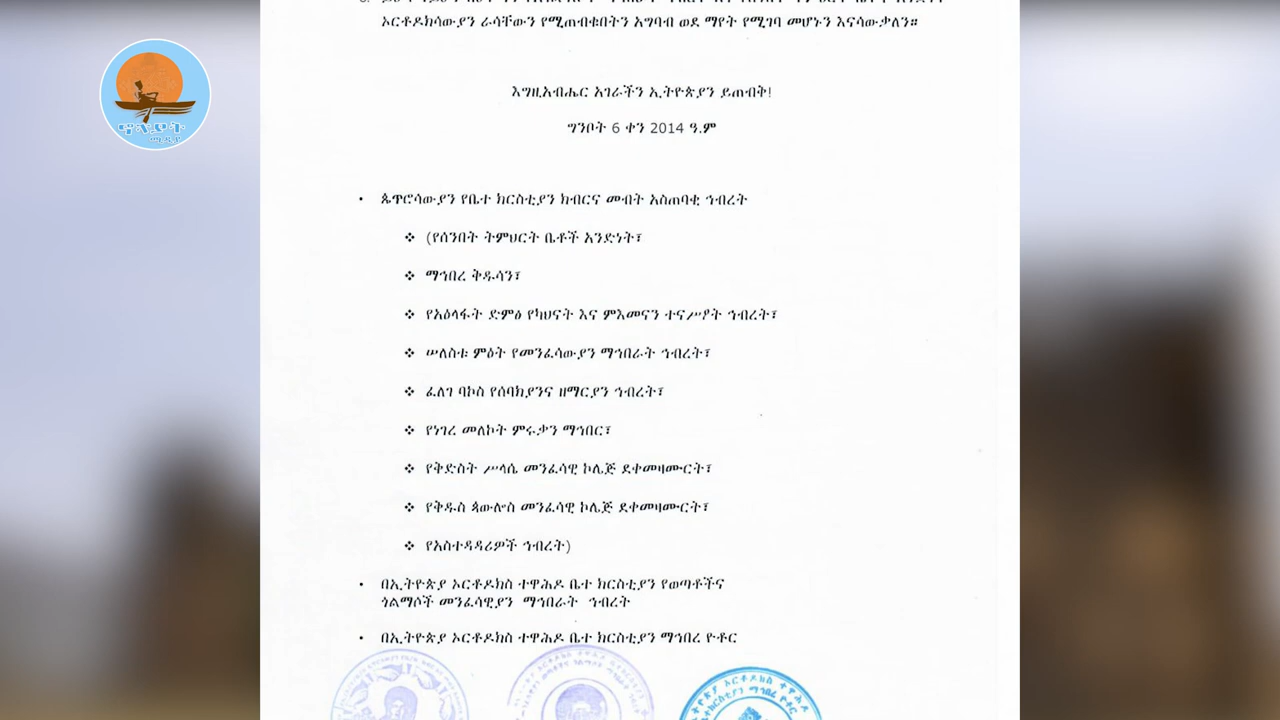 ኦርቶዶክሳውያን ራሳቸውን የሚጠብቁበትን አግባብ ወደ ማየት የሚገባ መሆኑን እናሳውቃለን።
እግዚአብሔር አገራችን ኢትዮጵያን ይጠብቅ!
ግንቦት 6 ቀን 2014 ዓ.ም
• ጴጥሮሳውያን የቤተ ክርስቲያን ክብርና መብት አስጠባቂ ኅብረት
❖ (የሰንበት ትምህርት ቤቶች አንድነት፣
❖ ማኅበረ ቅዱሳን፣
❖ የአዕላፋት ድምፅ የካህናት እና ምእመናን ተናሥፆት ኅብረት፣
❖ ሠለስቱ ምዕት የመንፈሳውያን ማኅበራት ኅብረት፣
❖ ፈለገ ባኮስ የሰባክያንና ዘማርያን ኅብረት፣
❖ የነገረ መለኮት ምሩቃን ማኅበር፣
❖ የቅድስት ሥላሴ መንፈሳዊ ኮሌጅ ደቀመዛሙርት፣
❖ የቅዱስ ጳውሎስ መንፈሳዊ ኮሌጅ ደቀመዛሙርት፣
❖ የአስተዳዳሪዎች ኅብረት)
• በኢትዮጵያ ኦርቶዶክስ ተዋሕዶ ቤተ ክርስቲያን የወጣቶችና
ጎልማሶች መንፈሳዊያን ማኅበራት ኅብረት
• በኢትዮጵያ ኦርቶዶክስ ተዋሕዶ ቤተ ክርስቲያን ማኅበረ ዮቶር